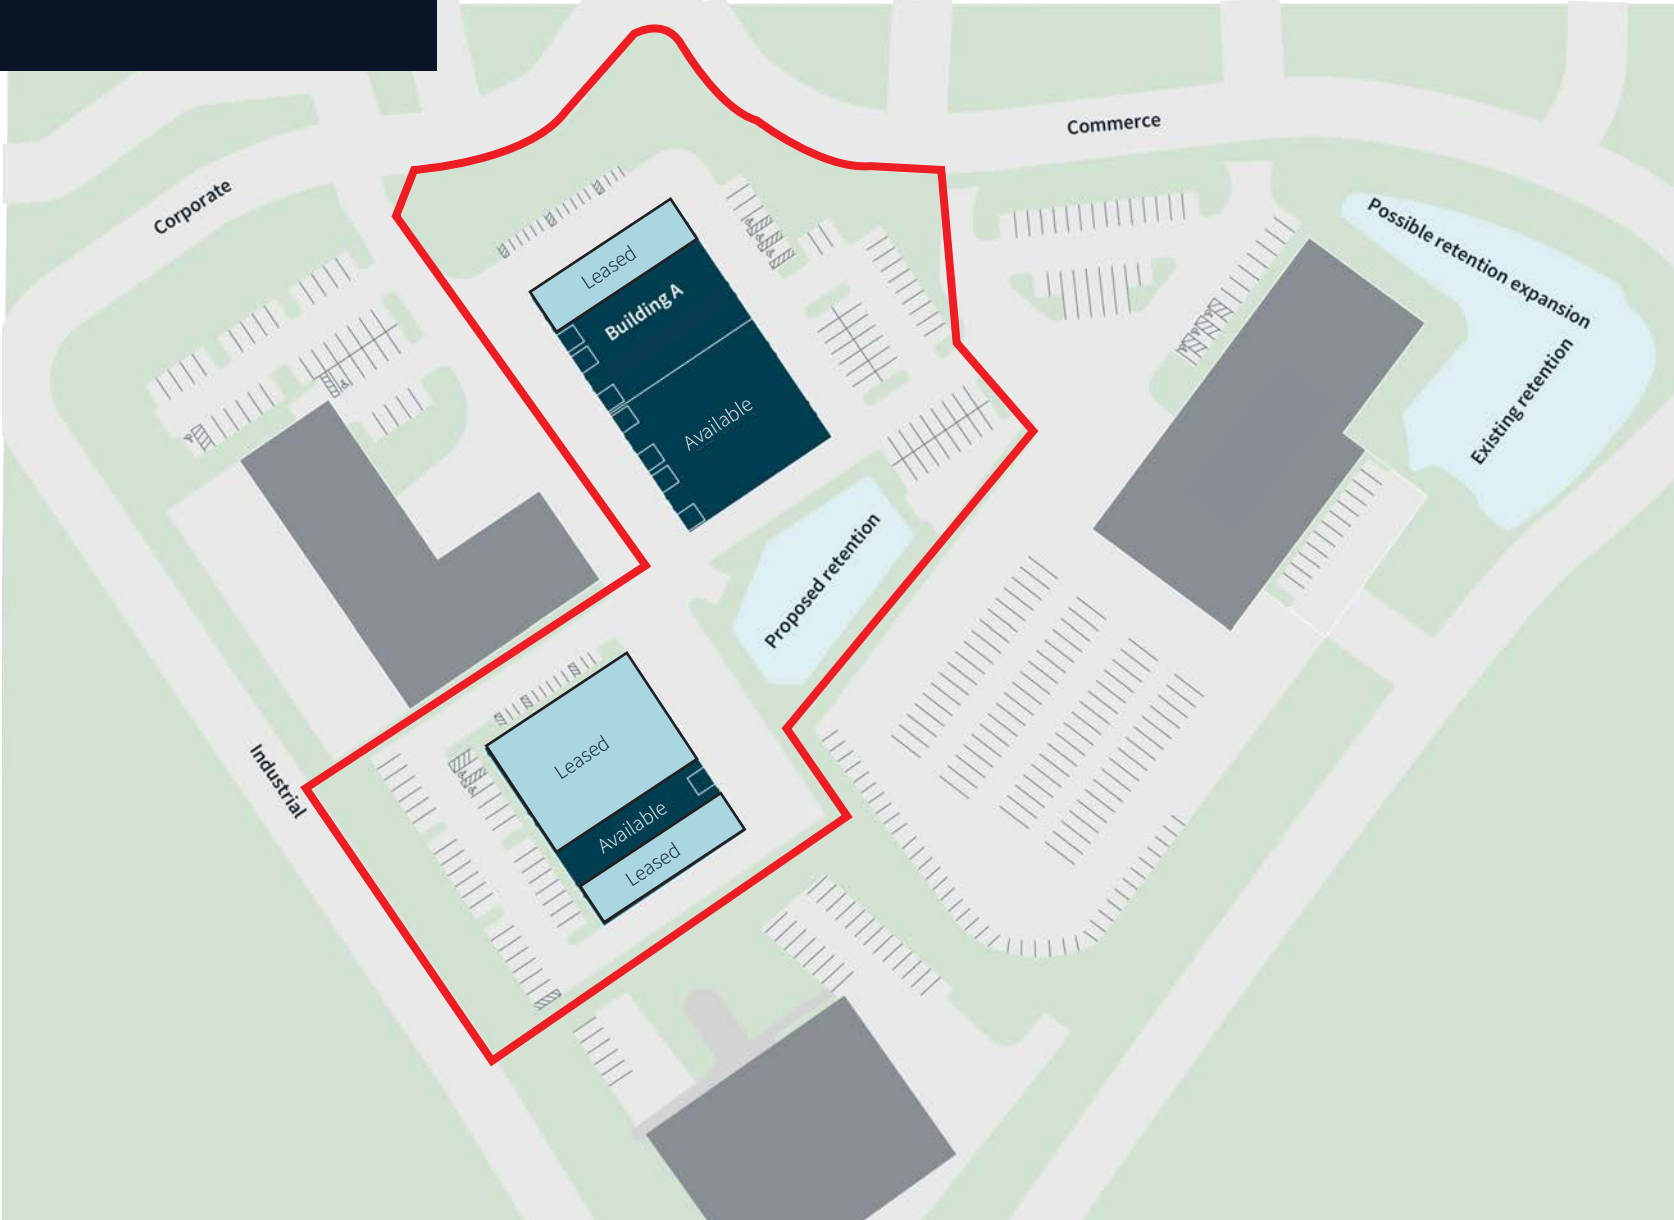 Commerce
Corporate
Possible retention expansion
Leased
Building A
Available
Existing retention
Proposed retention
Leased
Industrial
Available
Leased